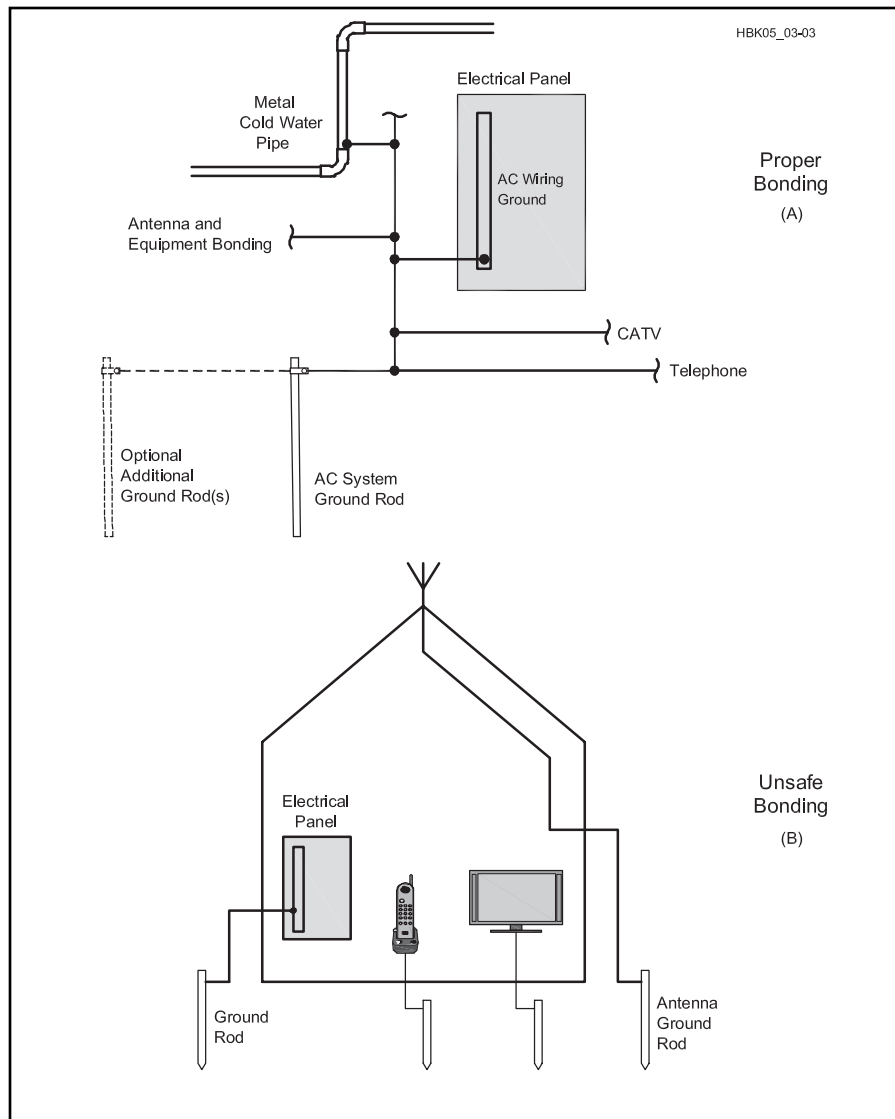 HBK05_03-03
Electrical Panel
Metal
Cold Water
Pipe
AC Wiring
Ground
Proper
Bonding
(A)
Antenna and
Equipment Bonding
CATV
Telephone
Optional
Additional
Ground Rod(s)
AC System
Ground Rod
Unsafe
Bonding
(B)
Electrical
Panel
Ground
Rod
Antenna
Ground
Rod